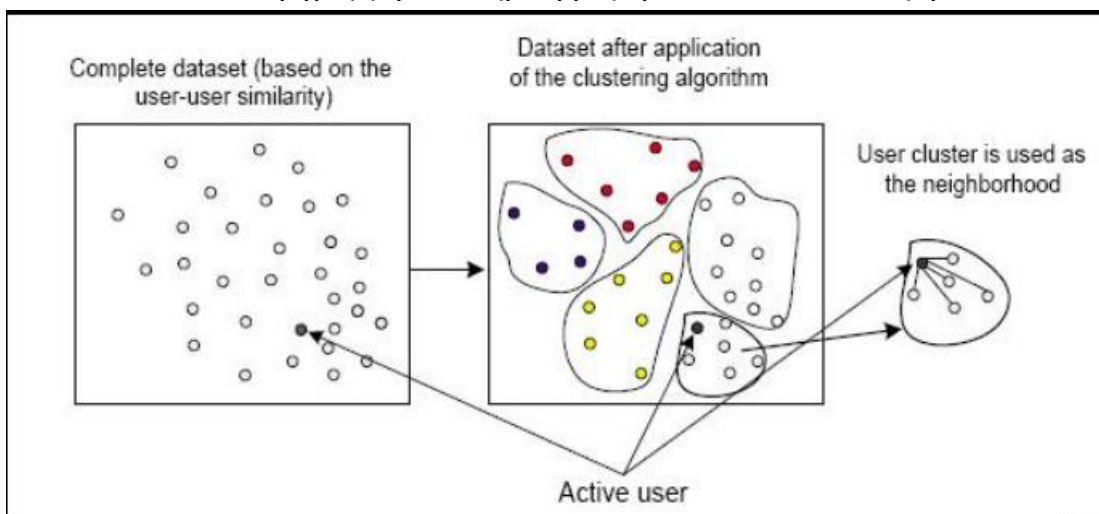 Complete dataset (based on the
user-user similarity)
Dataset after application
of the clustering algorithm
User cluster is used as
the neighborhood
Active user